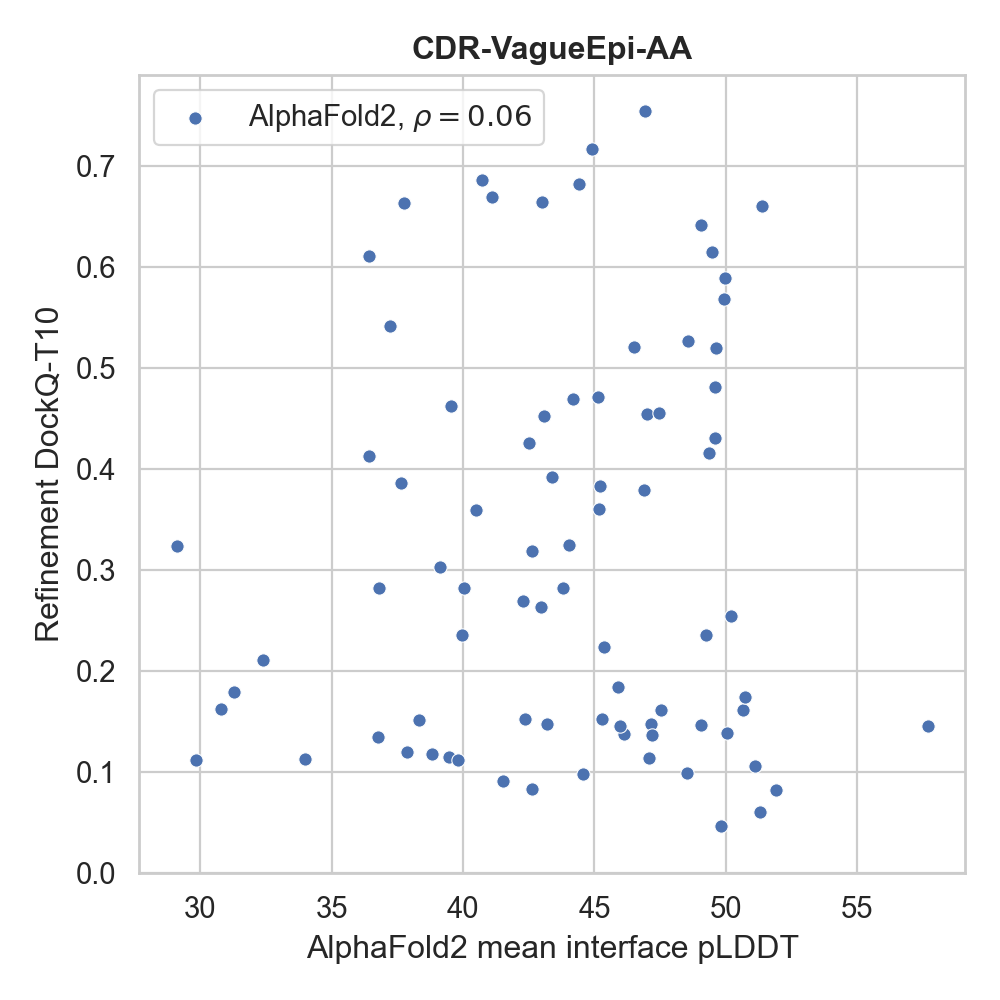 CDR-VagueEpi-AA
AlphaFold2, ρ = 0.06
Refinement DockQ-T10
0.7
0.6
0.5
0.4
0.3
0.2
0.1
0.0
30 35 40 45 50 55
AlphaFold2 mean interface pLDDT